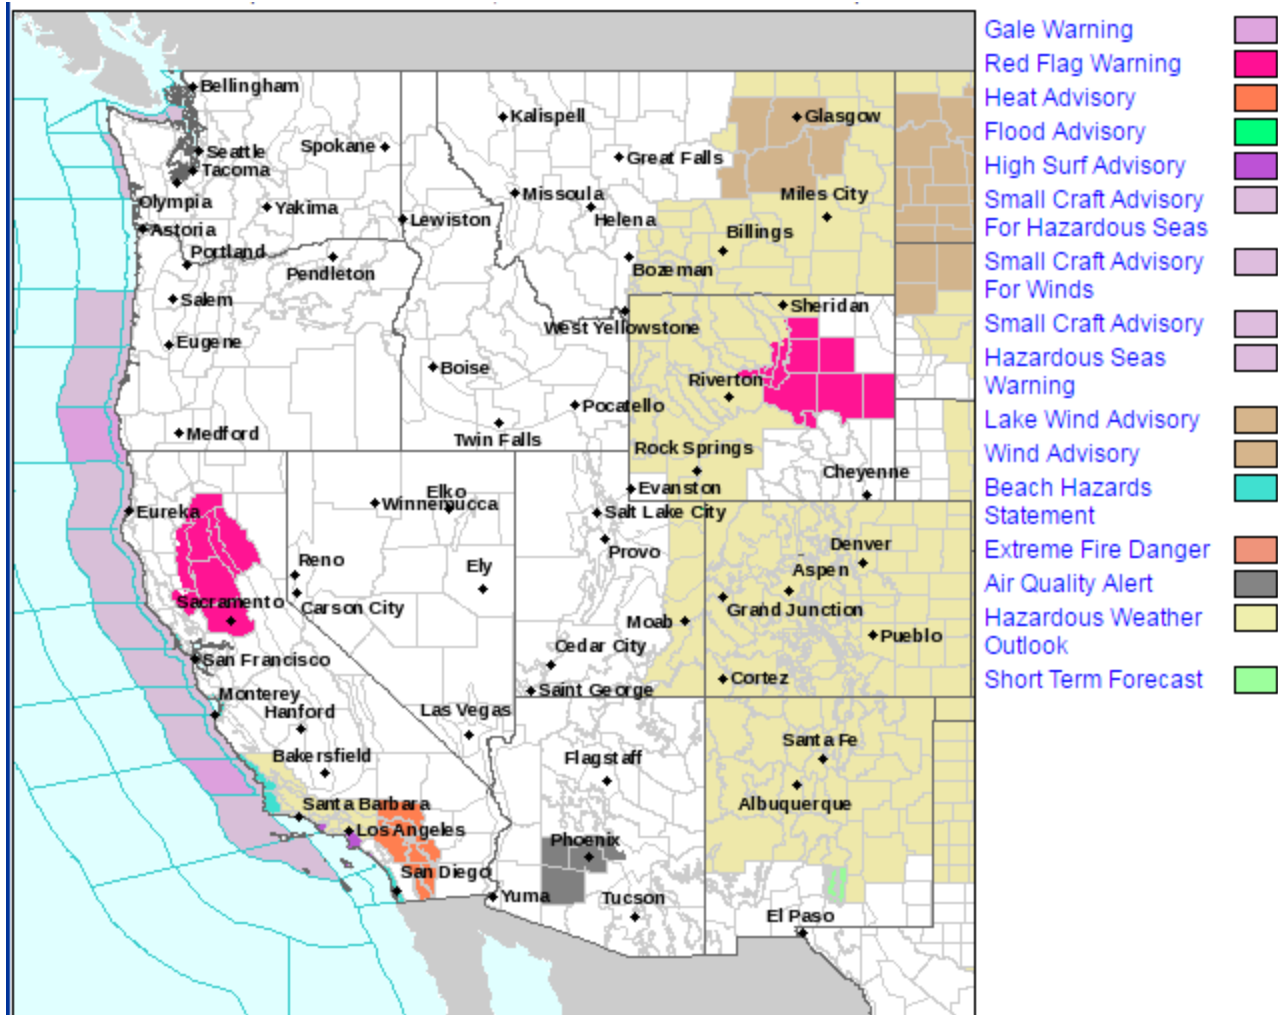 Bellingham
Kalispell
Glasgow
Spokane
Seattle
Great Falls
Tacoma
Missoula
Miles City
Olympia
Yakima
Helena
Lewiston
Astoria
Billings
Portland
Pendleton
Bozeman
Salem
Sheridan
West Yellowstone
Eugene
Boise
Riverton
Pocatello
Medford
Twin Falls
Rock Springs
Cheyenne
Evanston
Elko
Winnemucca
Eureka
Salt Lake City
Provo
Denver
Reno
Ely
Aspen
Sacramento
Carson City
Grand Junction
Moab
Pueblo
Cedar City
San Francisco
Cortez
Saint George
Monterey
Hanford
Las Vegas
Santa Fe
Bakersfield
Flagstaff
Santa Barbara
Albuquerque
Los Angeles
Phoenix
San Diego
Yuma
Tucson
El Paso
Gale Warning
Red Flag Warning
Heat Advisory
Flood Advisory
High Surf Advisory
Small Craft Advisory
For Hazardous Seas
Small Craft Advisory
For Winds
Small Craft Advisory
Hazardous Seas
Warning
Lake Wind Advisory
Wind Advisory
Beach Hazards
Statement
Extreme Fire Danger
Air Quality Alert
Hazardous Weather
Outlook
Short Term Forecast